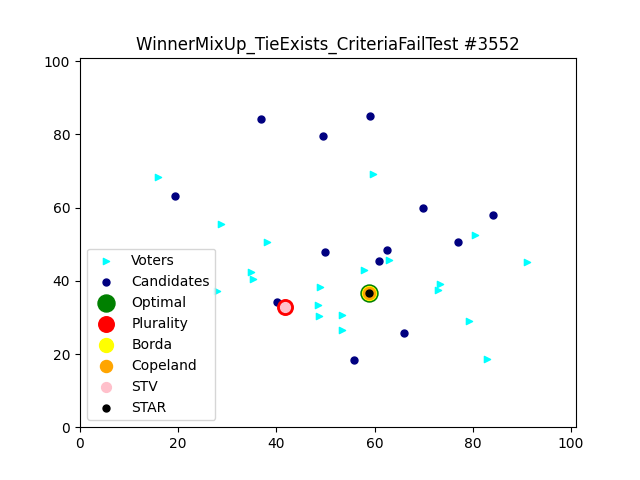 WinnerMixUp_TieExists_CriteriaFailTest #3552
100
80
60
40
20
0
Voters
Candidates
Optimal
Plurality
Borda
Copeland
STV
STAR
0 20 40 60 80 100